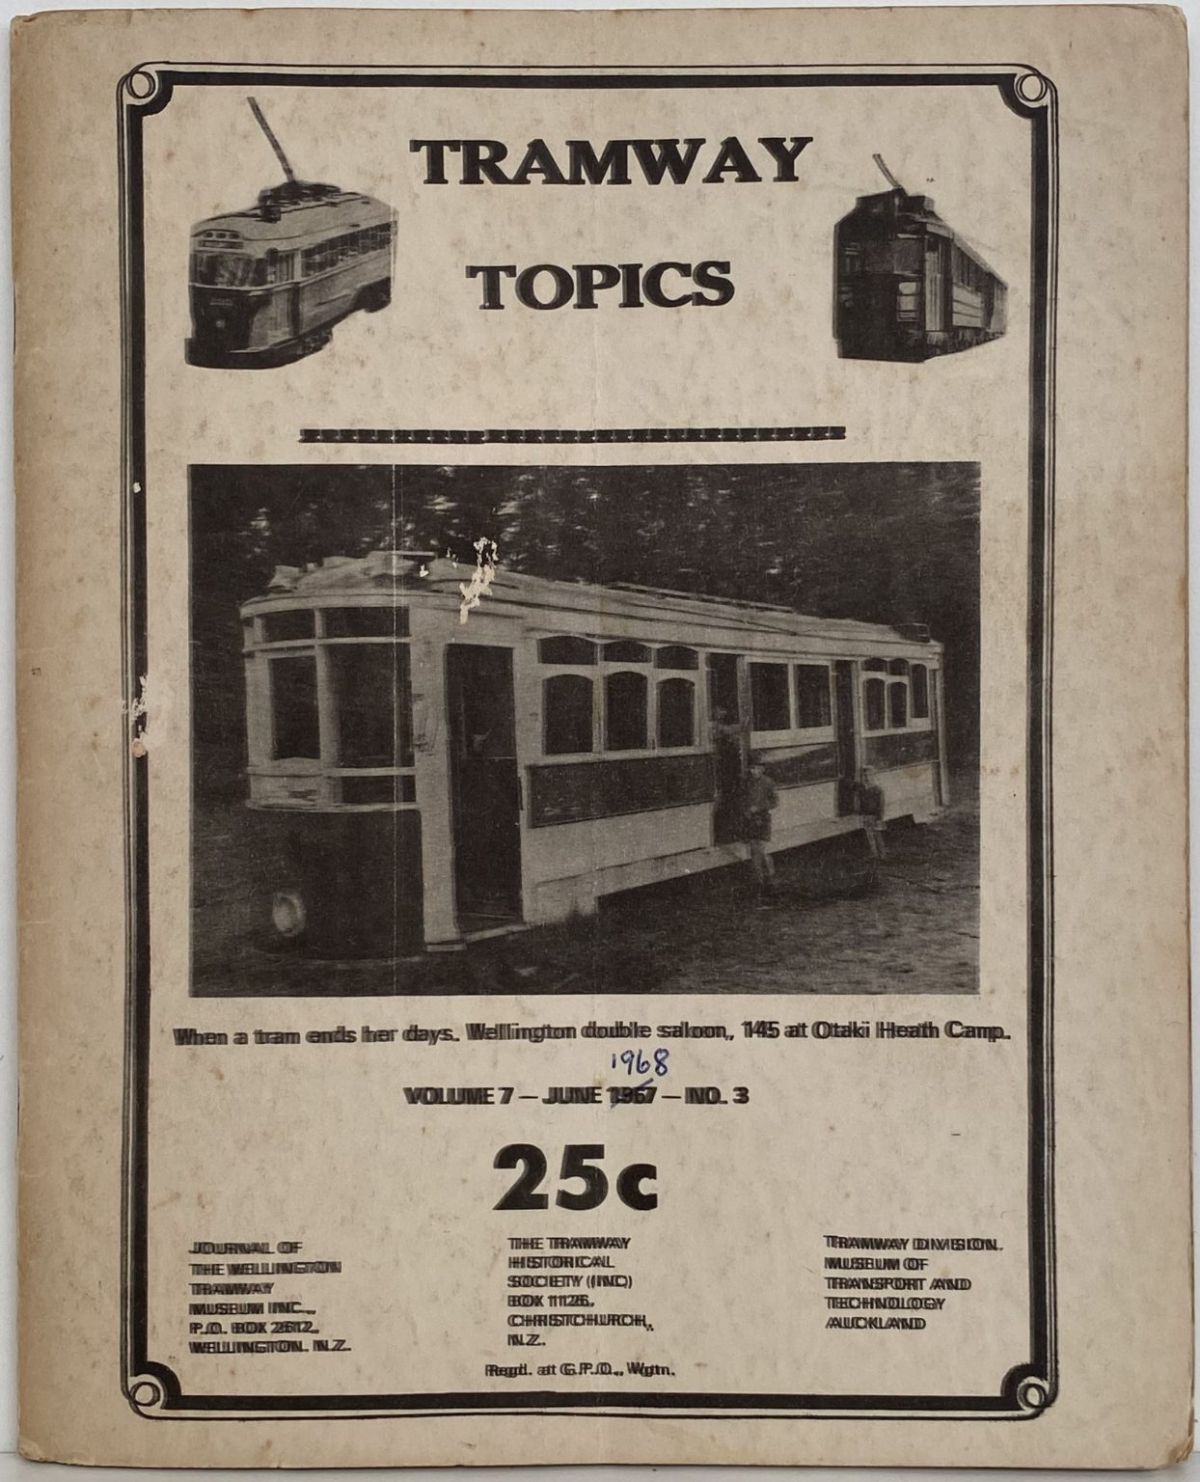 TRAMWAY
TOPICS
When a tram ends her days. Wellington double saloon, 145 at Otaki Heath Camp.
1968
VOLUME 7 — JUNE 1967 — NO. 3
25c
JOURNAL OF
THE WELLINGTON
TRAMWAY
MUSEUM INC.,
P.O. BOX 2612,
WELLINGTON. N.Z.
THE TRAMWAY
HISTORICAL
SOCIETY (INC)
BOX 1126,
CHRISTCHURCH,
N.Z.
TRAMWAY DIVISION.
MUSEUM OF
TRANSPORT AND
TECHNOLOGY
AUCKLAND
Regd. at G.P.O., Wgtn.